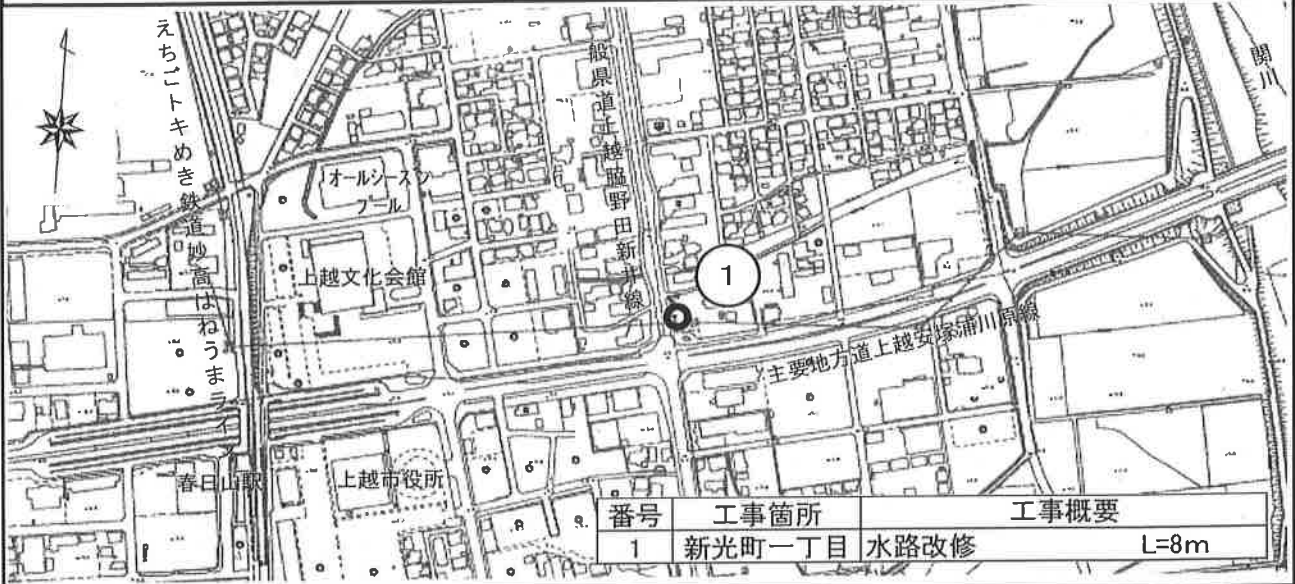 えちごトキめき鉄道妙高はねうまライン
一般県道上越脇野田新井線
関川
オールシーズン
プール
上越文化会館
1
主要地方道上越安塚浦川原線
春日山駅
上越市役所
番号 工事箇所 工事概要
1 新光町一丁目 水路改修 L=8m